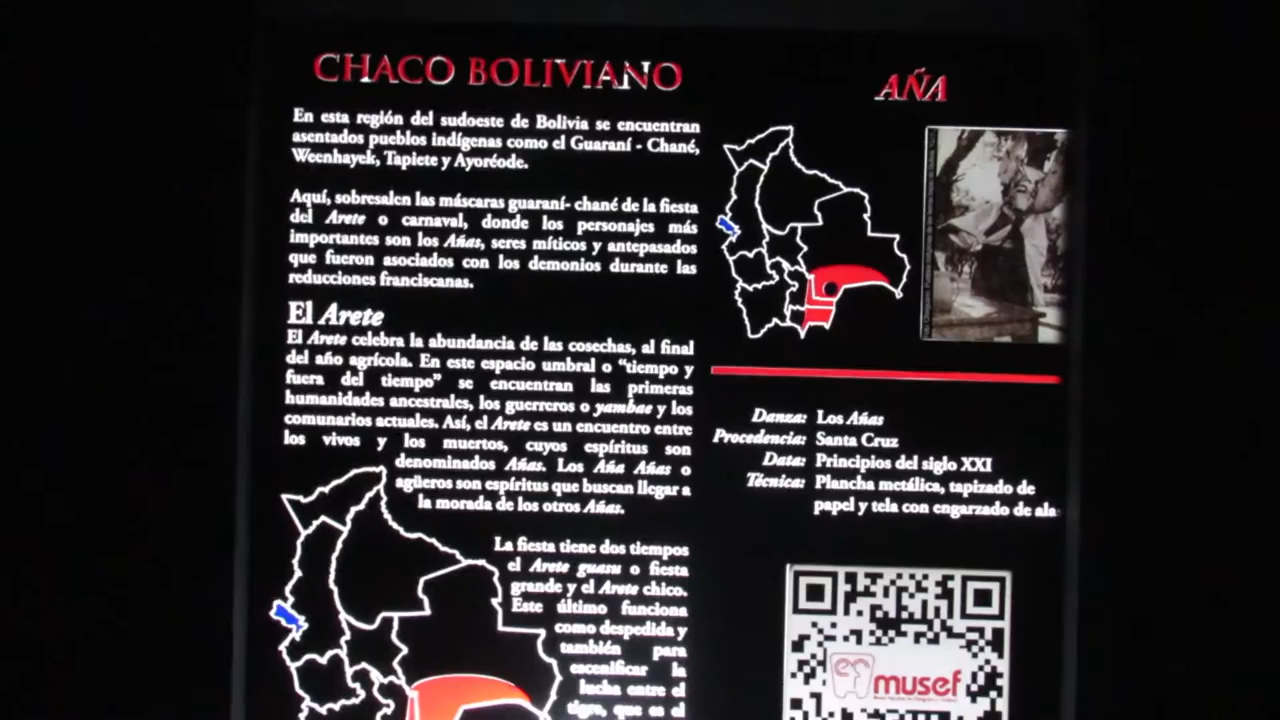 CHACO BOLIVIANO
En esta región del sudoeste de Bolivia se encuentran
asentados pueblos indígenas como el Guaraní - Chané,
Weenhayek, Tapiete y Ayoréode.
Aquí, sobresalen las máscaras guaraní- chané de la fiesta
del Arete o carnaval, donde los personajes más
importantes son los Añas, seres míticos y antepasados
que fueron asociados con los demonios durante las
reducciones franciscanas.
El Arete
El Arete celebra la abundancia de las cosechas, al final
del año agrícola. En este espacio umbral o “tiempo y
fuera del tiempo” se encuentran las primeras
humanidades ancestrales, los guerreros o yambae y los
comunarios actuales. Así, el Arete es un encuentro entre
los vivos y los muertos, cuyos espíritus son
denominados Añas. Los Aña Añas o
agüeros son espíritus que buscan llegar a
la morada de los otros Añas.
La fiesta tiene dos tiempos
el Arete guasu o fiesta
grande y el Arete chico.
Este último funciona
como despedida y
también para
escenificar la
lucha entre el
tigre, que es el
AÑA
Danza: Los Añas
Procedencia: Santa Cruz
Data: Principios del siglo XXI
Técnica: Plancha metálica, tapizado de
papel y tela con engarzado de ala
musef